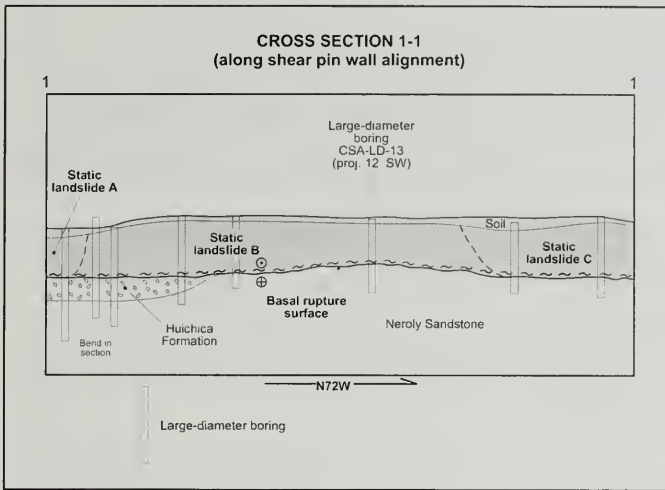 CROSS SECTION 1-1
(along shear pin wall alignment)
1
1
Large-diameter
boring
CSA-LD-13
(proj. 12 SW)
Static
landslide A
Soil
Static
landslide B
Static
landslide C
Basal rupture
surface
Neroly Sandstone
Huichica
Formation
Bend in
section
N72W
Large-diameter boring